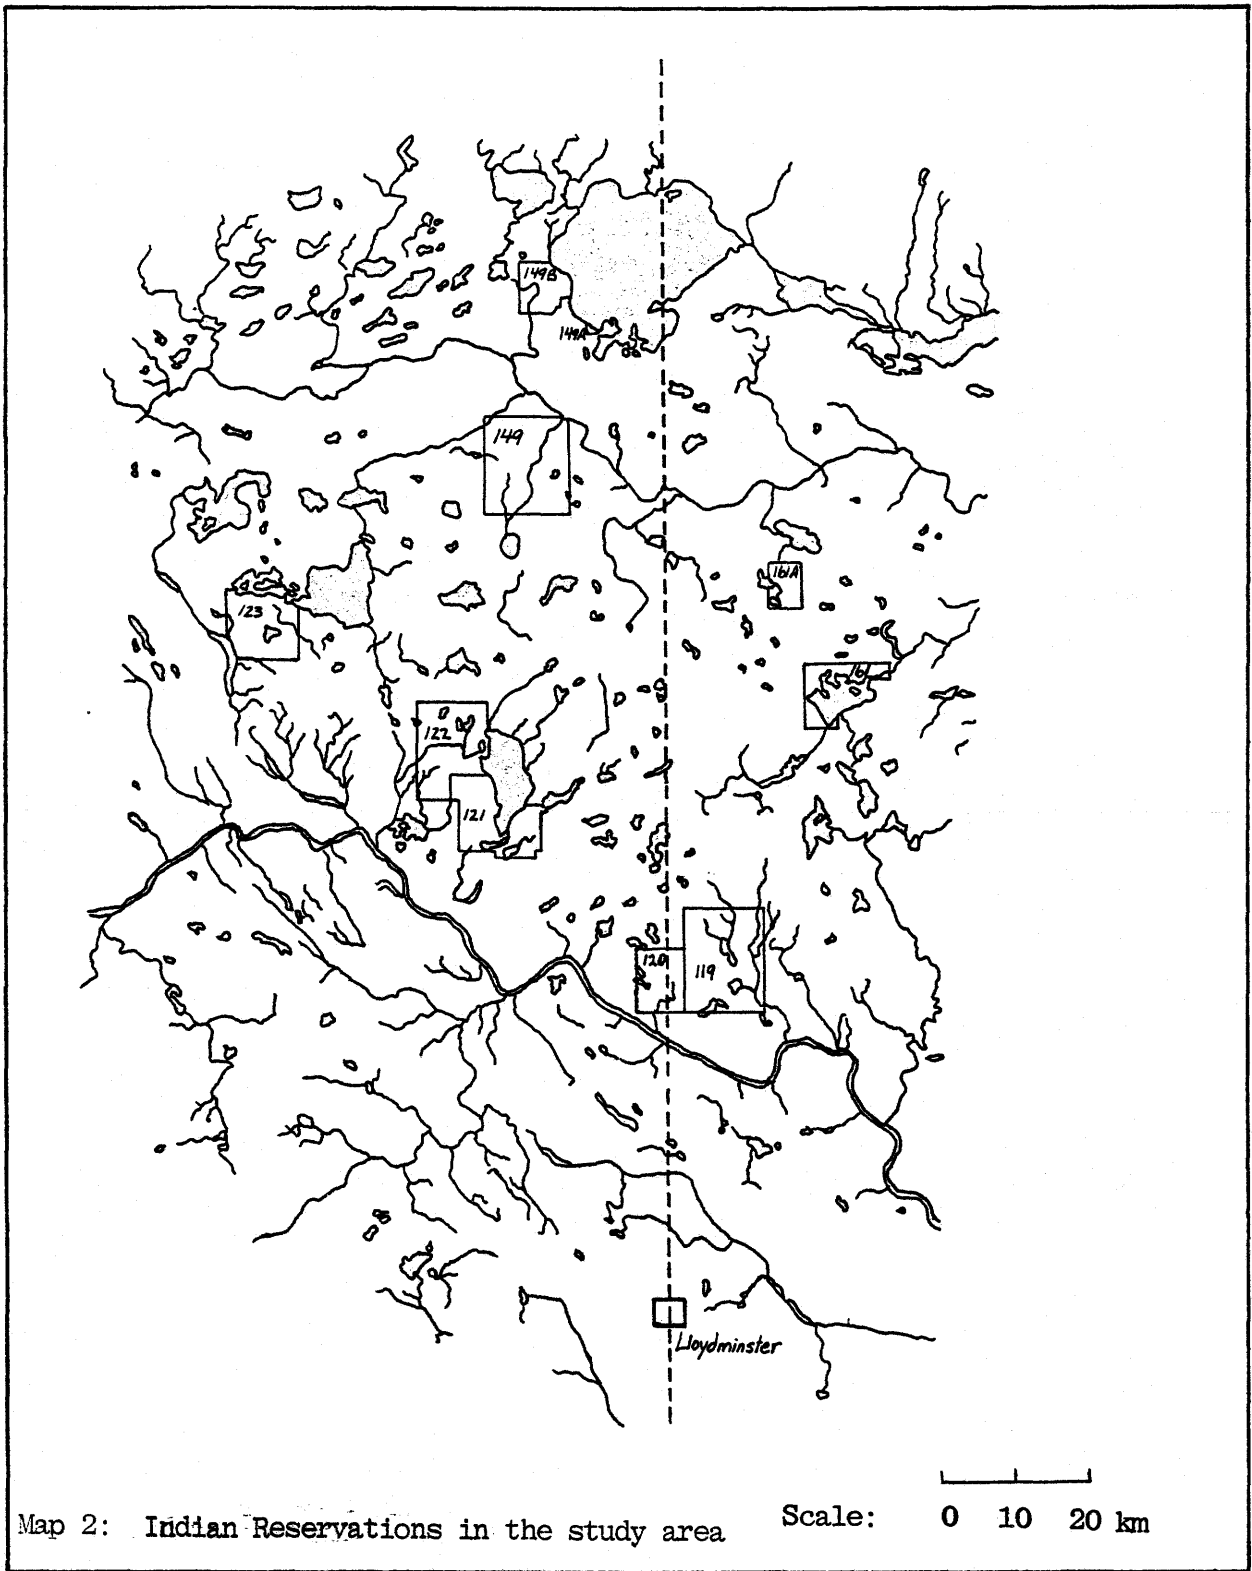 149B
149A
149
161A
123
161
122
121
120
119
Lloydminster
Map 2: Indian Reservations in the study area
Scale: 0 10 20 km